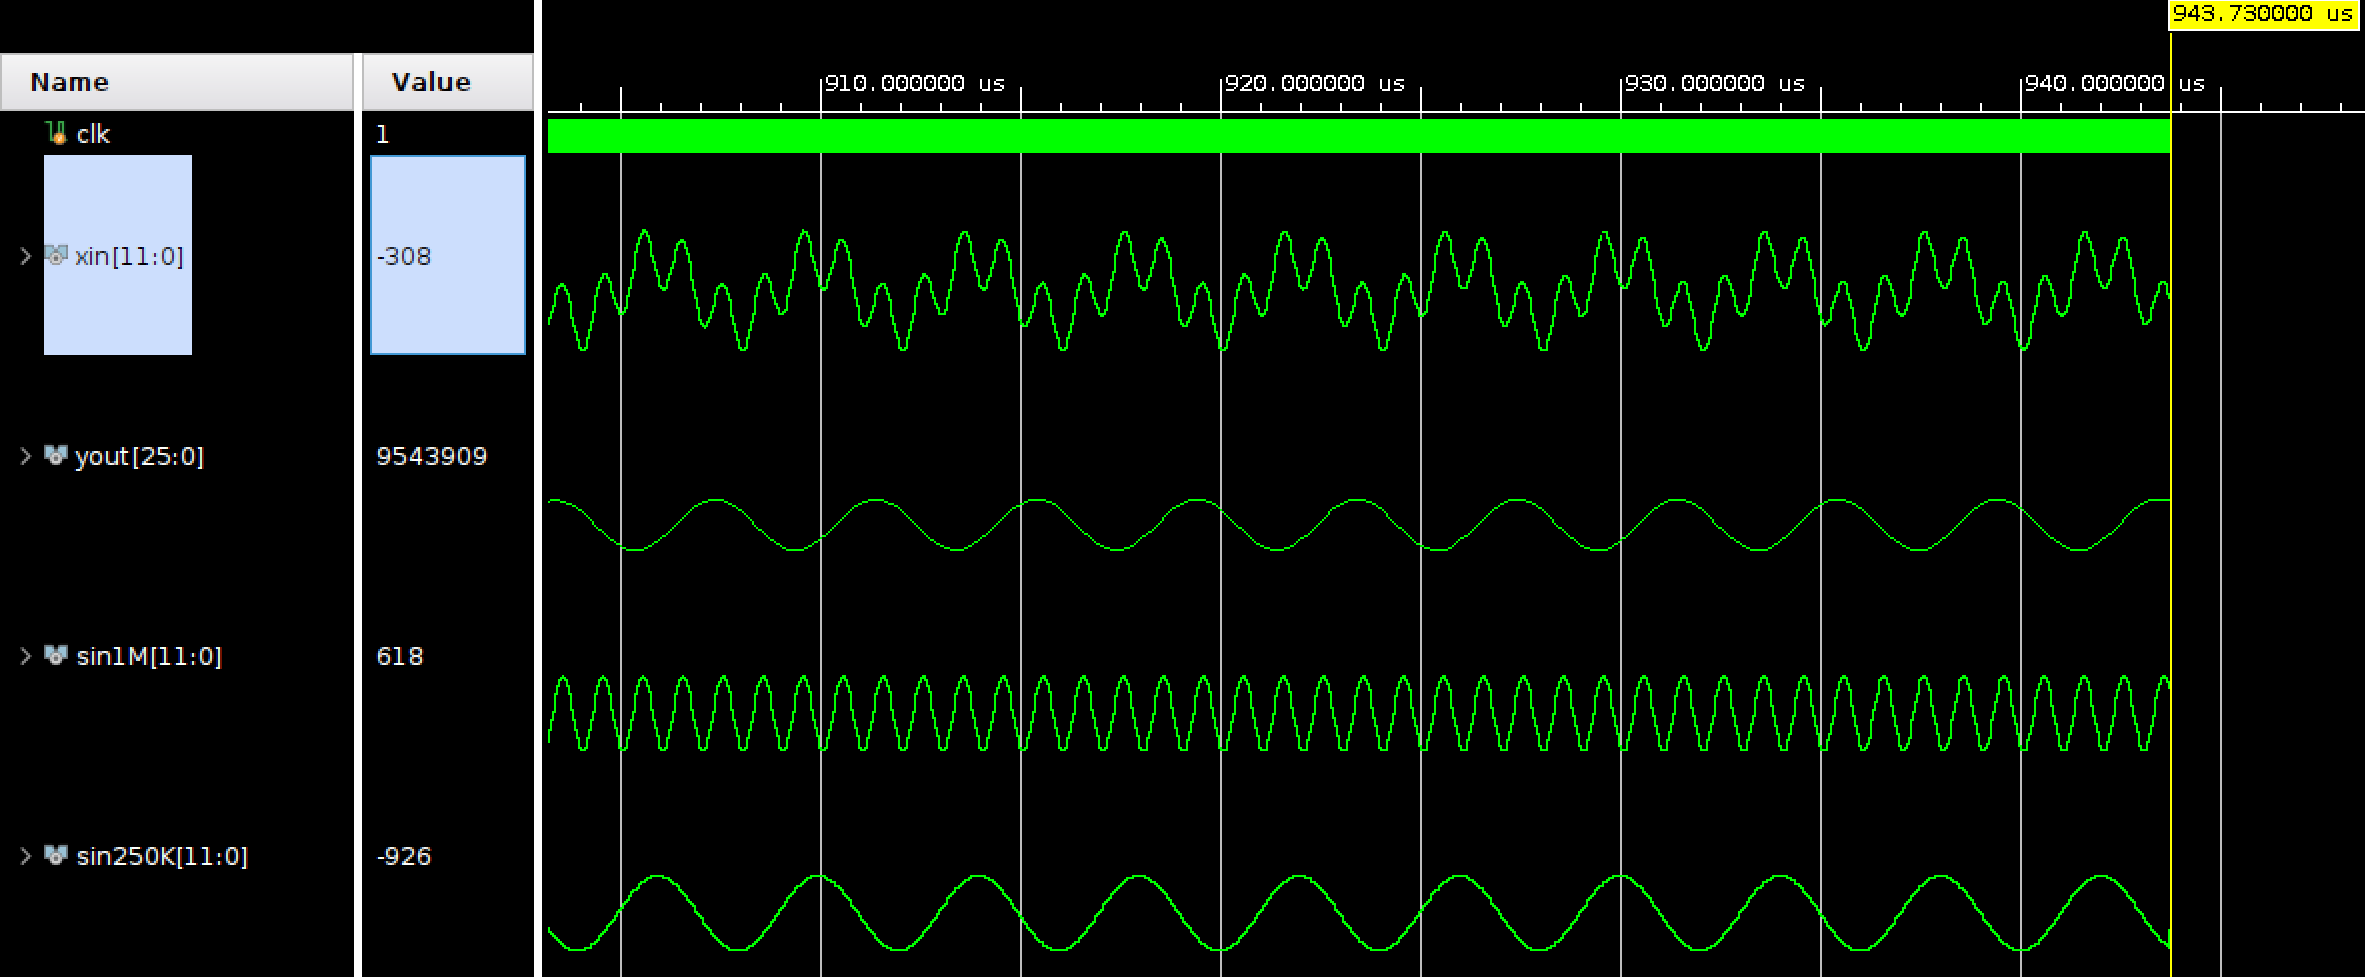 943.730000 us
Name Value
910.000000 us 920.000000 us 930.000000 us 940.000000 us
clk 1
xin[11:0] -308
yout[25:0] 9543909
sin1M[11:0] 618
sin250K[11:0] -926